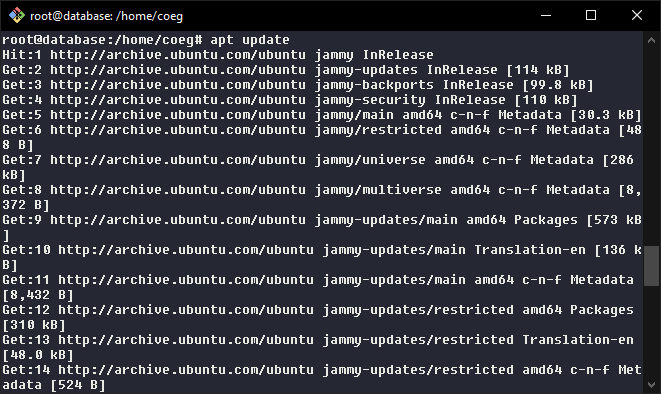 root@database: /home/coeg
root@database:/home/coeg# apt update
Hit:1 http://archive.ubuntu.com/ubuntu jammy InRelease
Get:2 http://archive.ubuntu.com/ubuntu jammy-updates InRelease [114 kB]
Get:3 http://archive.ubuntu.com/ubuntu jammy-backports InRelease [99.8 kB]
Get:4 http://archive.ubuntu.com/ubuntu jammy-security InRelease [110 kB]
Get:5 http://archive.ubuntu.com/ubuntu jammy/main amd64 c-n-f Metadata [30.3 kB]
Get:6 http://archive.ubuntu.com/ubuntu jammy/restricted amd64 c-n-f Metadata [48
8 B]
Get:7 http://archive.ubuntu.com/ubuntu jammy/universe amd64 c-n-f Metadata [286
kB]
Get:8 http://archive.ubuntu.com/ubuntu jammy/multiverse amd64 c-n-f Metadata [8,
372 B]
Get:9 http://archive.ubuntu.com/ubuntu jammy-updates/main amd64 Packages [573 kB
]
Get:10 http://archive.ubuntu.com/ubuntu jammy-updates/main Translation-en [136 k
B]
Get:11 http://archive.ubuntu.com/ubuntu jammy-updates/main amd64 c-n-f Metadata
[8,432 B]
Get:12 http://archive.ubuntu.com/ubuntu jammy-updates/restricted amd64 Packages
[310 kB]
Get:13 http://archive.ubuntu.com/ubuntu jammy-updates/restricted Translation-en
[48.0 kB]
Get:14 http://archive.ubuntu.com/ubuntu jammy-updates/restricted amd64 c-n-f Met
adata [524 B]